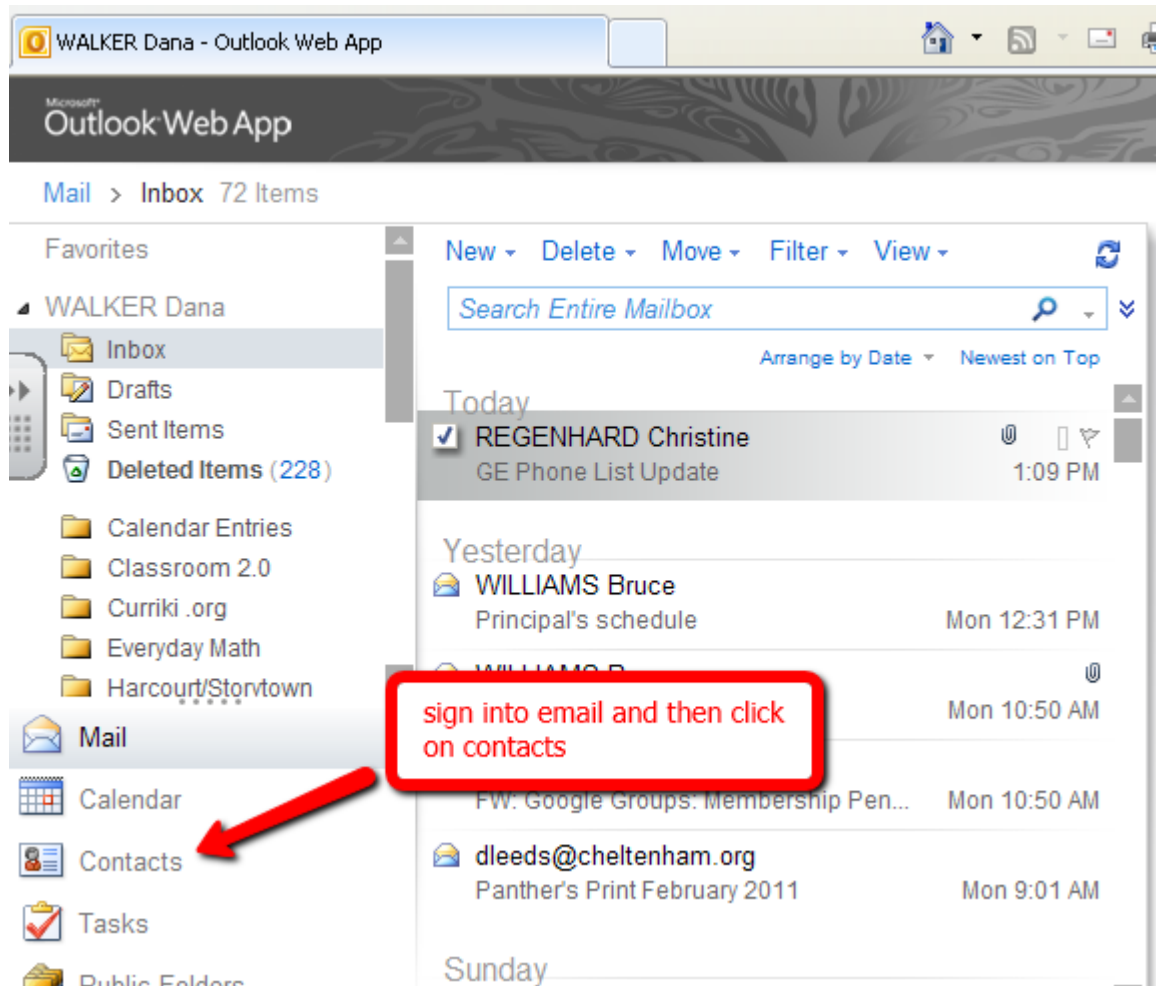 WALKER Dana - Outlook Web App
Microsoft
Outlook Web App
Mail > Inbox 72 Items
Favorites
WALKER Dana
Inbox
Drafts
Sent Items
Deleted Items (228)
Calendar Entries
Classroom 2.0
Curriki .org
Everyday Math
Harcourt/Storytown
Mail
Calendar
Contacts
Tasks
Public Folders
New Delete Move Filter View
Search Entire Mailbox
Arrange by Date Newest on Top
Today
REGENHARD Christine
GE Phone List Update 1:09 PM
Yesterday
WILLIAMS Bruce
Principal's schedule Mon 12:31 PM
WILLIAMS
Mon 10:50 AM
sign into email and then click
on contacts
FW: Google Groups: Membership Pen... Mon 10:50 AM
dleeds@cheltenham.org
Panther's Print February 2011 Mon 9:01 AM
Sunday